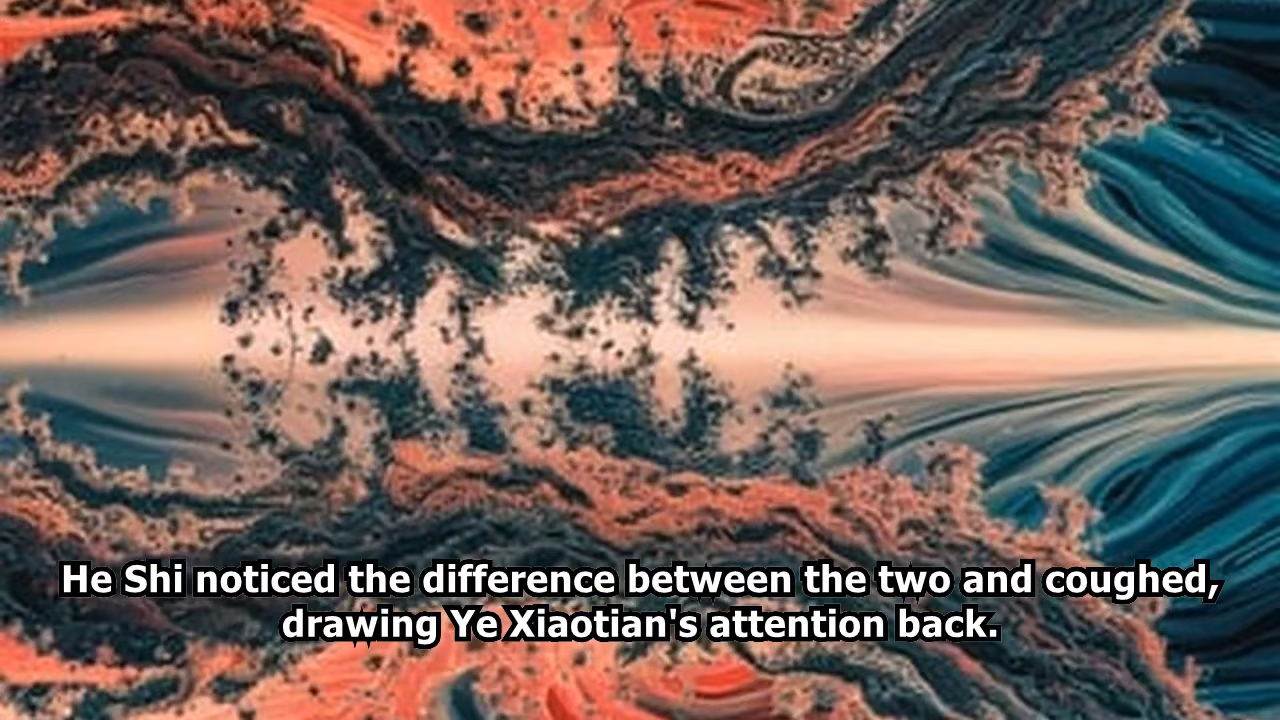 He Shi noticed the difference between the two and coughed,
drawing Ye Xiaotian's attention back.